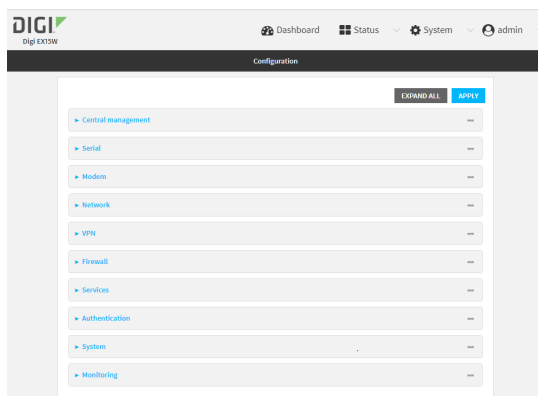 DIGI
Digi EX15W
Dashboard Status System admin
Configuration
EXPAND ALL APPLY
Central management
Serial
Modem
Network
VPN
Firewall
Services
Authentication
System
Monitoring